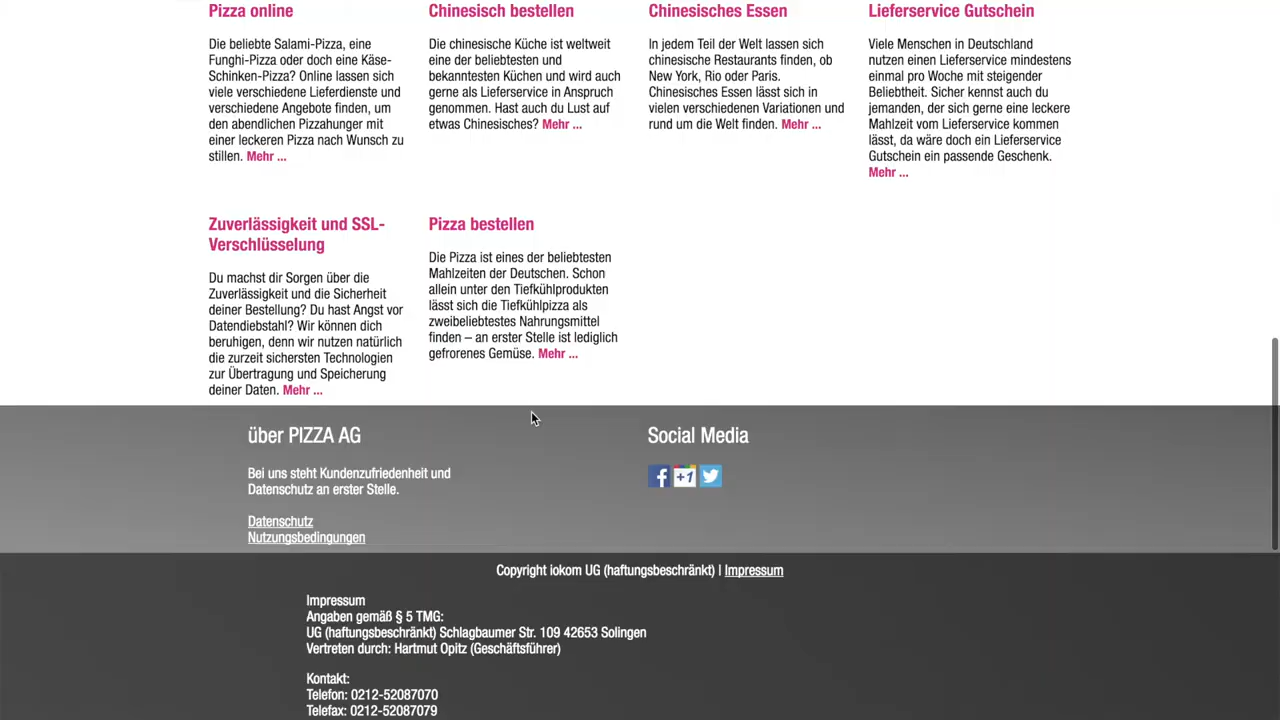 Pizza online
Die beliebte Salami-Pizza, eine
Funghi-Pizza oder doch eine Käse-
Schinken-Pizza? Online lassen sich
viele verschiedene Lieferdienste und
verschiedene Angebote finden, um
den abendlichen Pizzahunger mit
einer leckeren Pizza nach Wunsch zu
stillen. Mehr ...
Chinesisch bestellen
Die chinesische Küche ist weltweit
eine der beliebtesten und
bekanntesten Küchen und wird auch
gerne als Lieferservice in Anspruch
genommen. Hast auch du Lust auf
etwas Chinesisches? Mehr ...
Chinesisches Essen
In jedem Teil der Welt lassen sich
chinesische Restaurants finden, ob
New York, Rio oder Paris.
Chinesisches Essen lässt sich in
vielen verschiedenen Variationen und
rund um die Welt finden. Mehr ...
Lieferservice Gutschein
Viele Menschen in Deutschland
nutzen einen Lieferservice mindestens
einmal pro Woche mit steigender
Beliebtheit. Sicher kennst auch du
jemanden, der sich gerne eine leckere
Mahlzeit vom Lieferservice kommen
lässt, da wäre doch ein Lieferservice
Gutschein ein passende Geschenk.
Mehr ...
Zuverlässigkeit und SSL-
Verschlüsselung
Du machst dir Sorgen über die
Zuverlässigkeit und die Sicherheit
deiner Bestellung? Du hast Angst vor
Datendiebstahl? Wir können dich
beruhigen, denn wir nutzen natürlich
die zurzeit sichersten Technologien
zur Übertragung und Speicherung
deiner Daten. Mehr ...
Pizza bestellen
Die Pizza ist eines der beliebtesten
Mahlzeiten der Deutschen. Schon
allein unter den Tiefkühlprodukten
lässt sich die Tiefkühlpizza als
zweibeliebtestes Nahrungsmittel
finden – an erster Stelle ist lediglich
gefrorenes Gemüse. Mehr ...
über PIZZA AG
Bei uns steht Kundenzufriedenheit und
Datenschutz an erster Stelle.
Datenschutz
Nutzungsbedingungen
Social Media
f +1
Copyright iokom UG (haftungsbeschränkt) | Impressum
Impressum
Angaben gemäß § 5 TMG:
UG (haftungsbeschränkt) Schlagbaumer Str. 109 42653 Solingen
Vertreten durch: Hartmut Opitz (Geschäftsführer)
Kontakt:
Telefon: 0212-52087070
Telefax: 0212-52087079